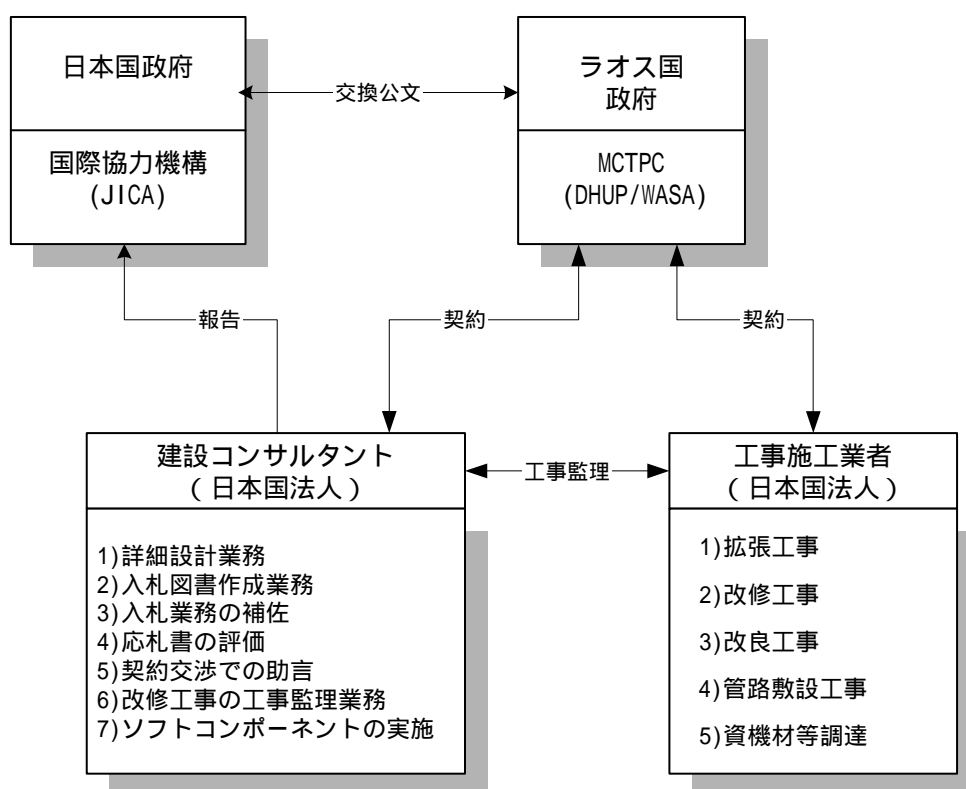 日本国政府
国際協力機構
(JICA)
交換公文
ラオス国
政府
MCTPC
(DHUP/WASA)
報告
契約
契約
建設コンサルタント
(日本国法人)
1)詳細設計業務
2)入札図書作成業務
3)入札業務の補佐
4)応札書の評価
5)契約交渉での助言
6)改修工事の工事監理業務
7)ソフトコンポーネントの実施
工事監理
工事施工業者
(日本国法人)
1)拡張工事
2)改修工事
3)改良工事
4)管路敷設工事
5)資機材等調達